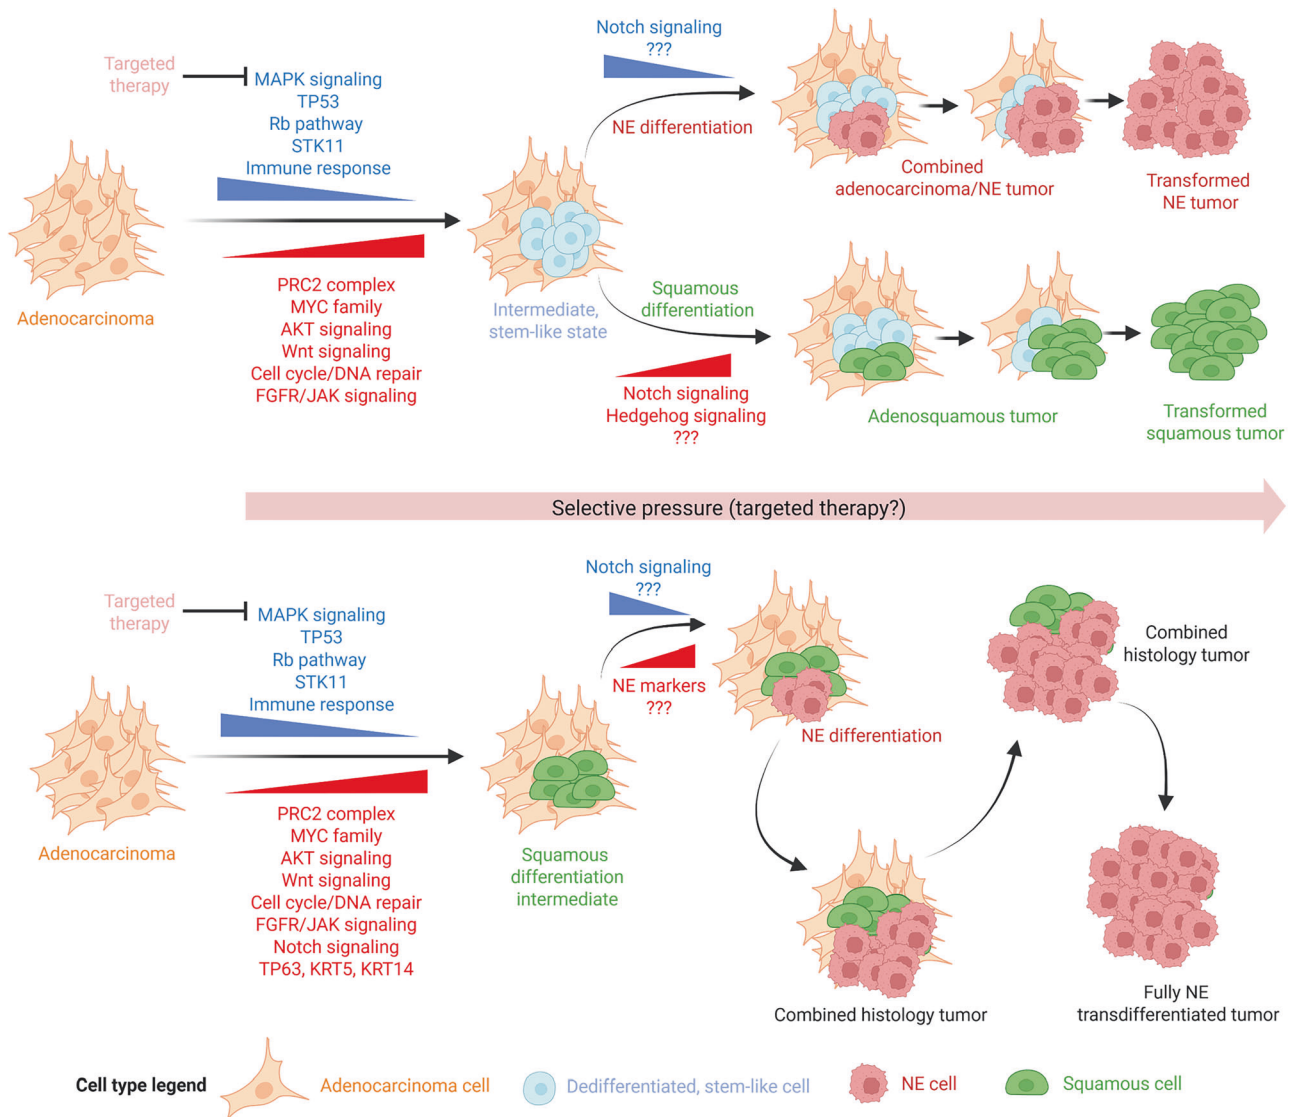 Targeted
therapy
MAPK signaling
TP53
Rb pathway
STK11
Immune response
Adenocarcinoma
PRC2 complex
MYC family
AKT signaling
Wnt signaling
Cell cycle/DNA repair
FGFR/JAK signaling
Intermediate,
stem-like state
Notch signaling
???
NE differentiation
Combined
adenocarcinoma/NE tumor
Transformed
NE tumor
Squamous
differentiation
Notch signaling
Hedgehog signaling
???
Adenosquamous tumor
Transformed
squamous tumor
Selective pressure (targeted therapy?)
Targeted
therapy
MAPK signaling
TP53
Rb pathway
STK11
Immune response
Adenocarcinoma
PRC2 complex
MYC family
AKT signaling
Wnt signaling
Cell cycle/DNA repair
FGFR/JAK signaling
Notch signaling
TP63, KRT5, KRT14
Squamous
differentiation
intermediate
Notch signaling
???
NE markers
???
NE differentiation
Combined histology tumor
Combined
histology tumor
Fully NE
transdifferentiated tumor
Cell type legend
Adenocarcinoma cell
Dedifferentiated, stem-like cell
NE cell
Squamous cell